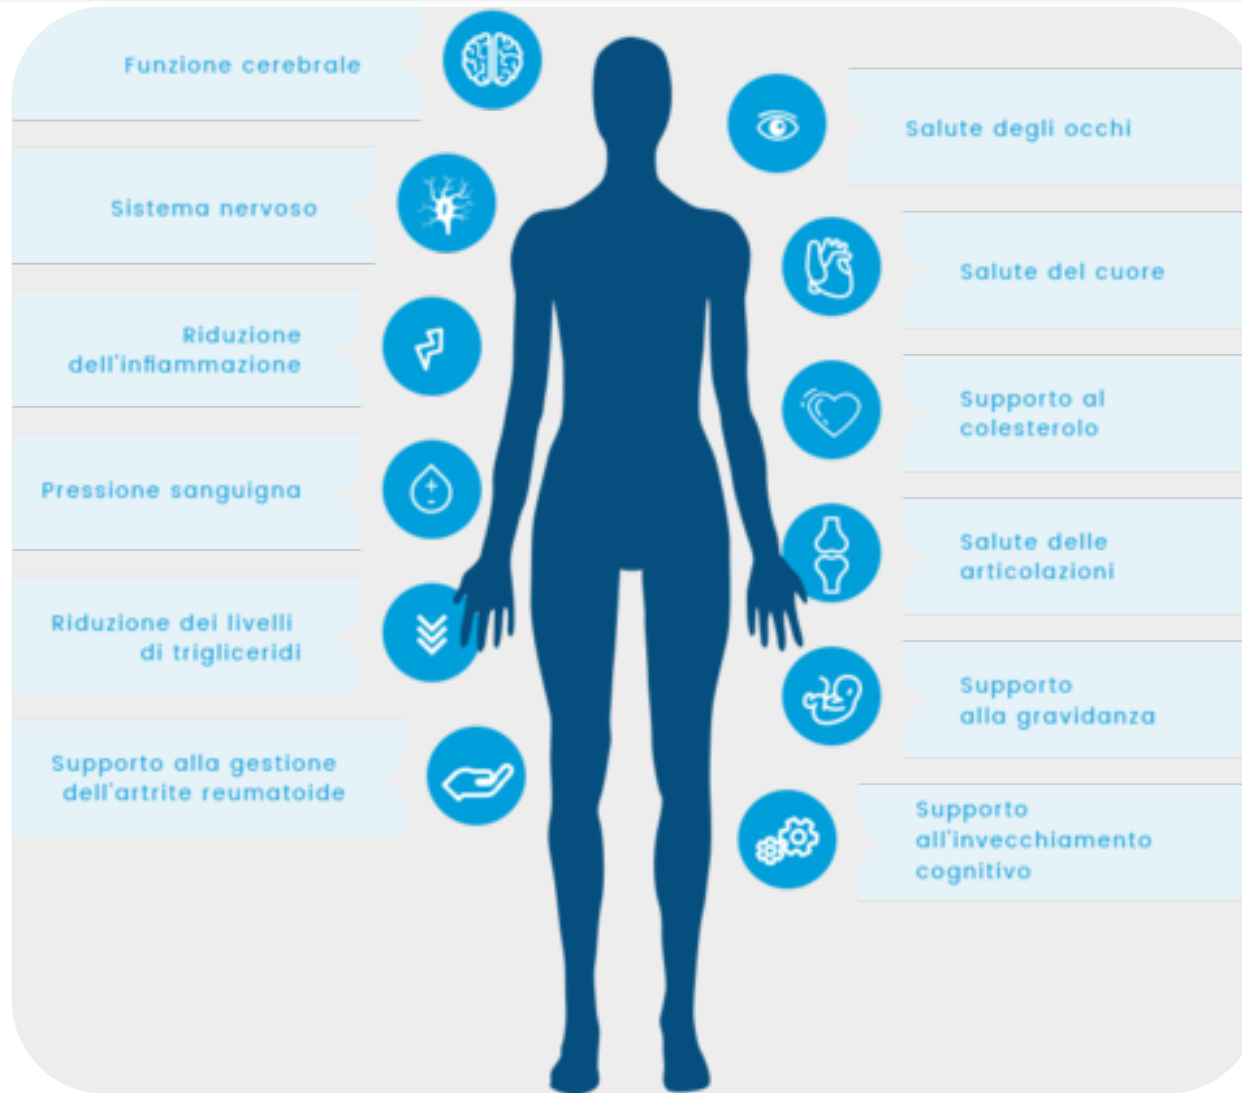 Funzione cerebrale
Sistema nervoso
Riduzione
dell'infiammazione
Pressione sanguigna
Riduzione dei livelli
di trigliceridi
Supporto alla gestione
dell'artrite reumatoide
Salute degli occhi
Salute del cuore
Supporto al
colesterolo
Salute delle
articolazioni
Supporto
alla gravidanza
Supporto
all'invecchiamento
cognitivo